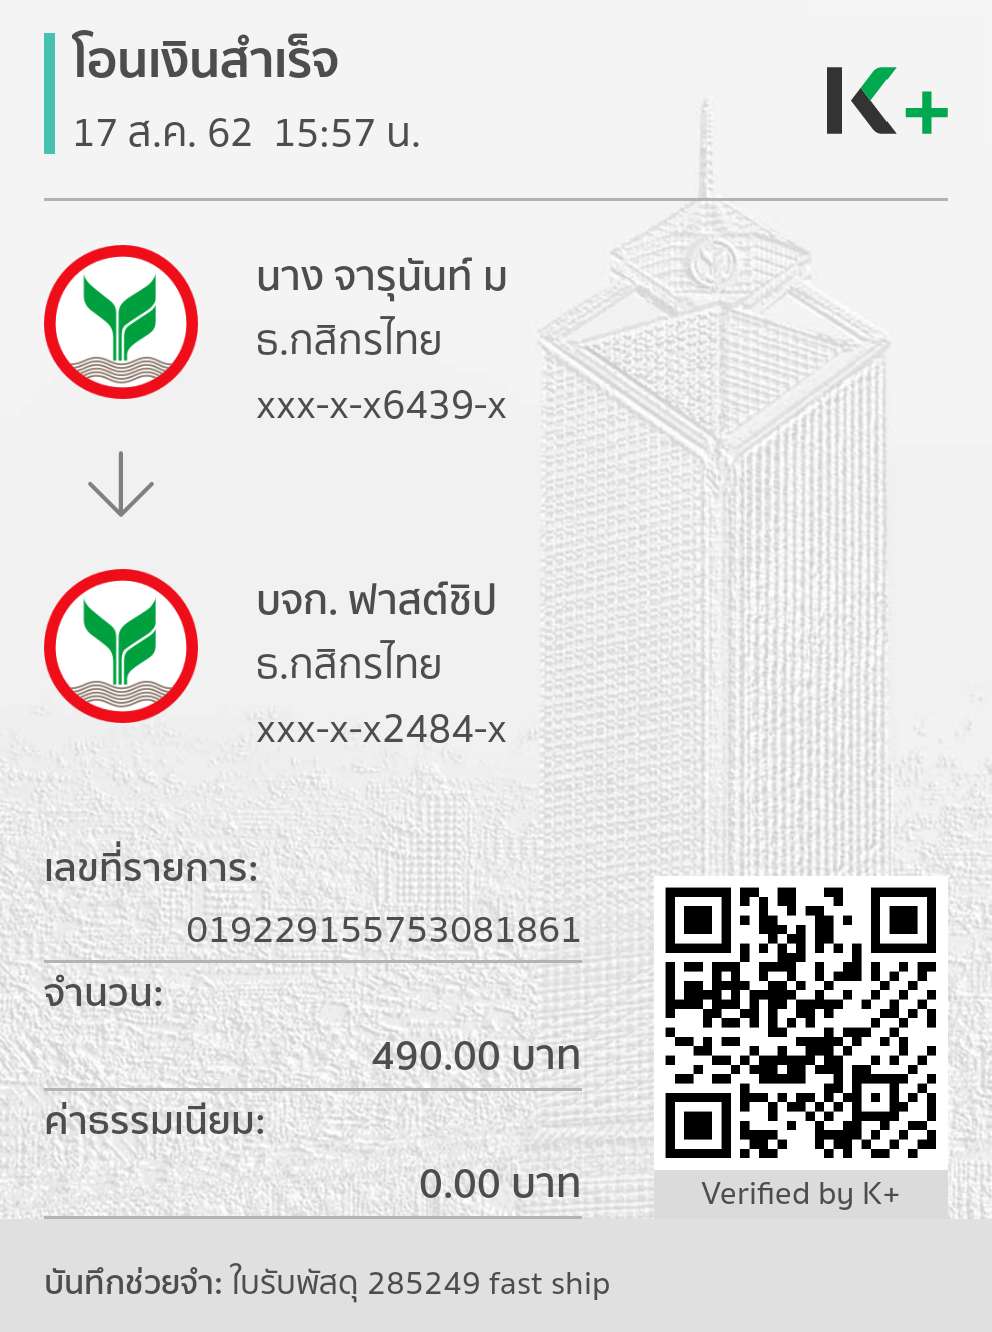 โอนเงินสำเร็จ
17 ส.ค. 62  15:57 น.
K+
นาง จารุนันท์ ม
ธ.กสิกรไทย
xxx-x-x6439-x
บจก. ฟาสต์ชิป
ธ.กสิกรไทย
xxx-x-x2484-x
เลขที่รายการ:
019229155753081861
จำนวน:
490.00 บาท
ค่าธรรมเนียม:
0.00 บาท
Verified by K+
บันทึกช่วยจำ: ใบรับพัสดุ 285249 fast ship